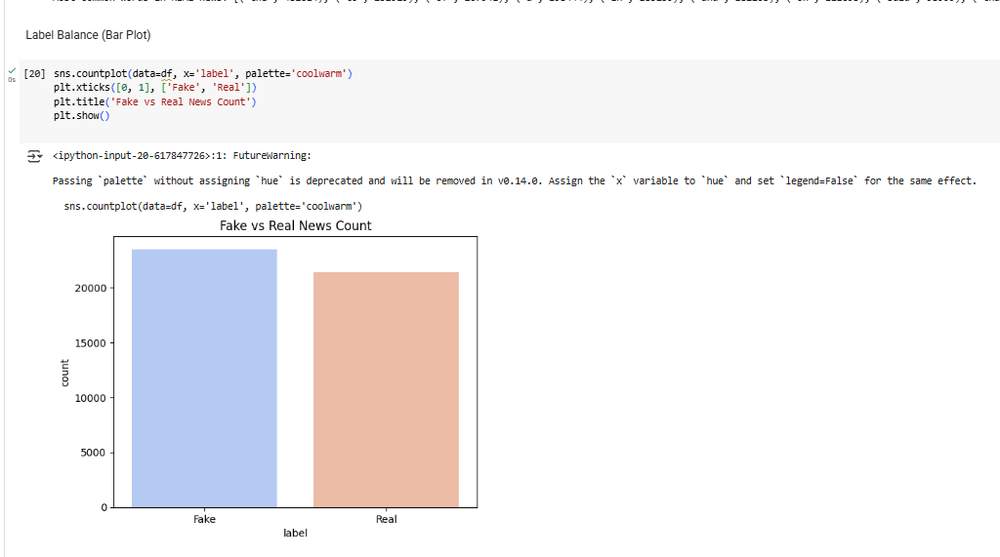 Label Balance (Bar Plot)
0s
[20] sns.countplot(data=df, x='label', palette='coolwarm')
plt.xticks([0, 1], ['Fake', 'Real'])
plt.title('Fake vs Real News Count')
plt.show()
<ipython-input-20-617847726>:1: FutureWarning:
Passing `palette` without assigning `hue` is deprecated and will be removed in v0.14.0. Assign the `x` variable to `hue` and set `legend=False` for the same effect.
sns.countplot(data=df, x='label', palette='coolwarm')
Fake vs Real News Count
20000
15000
10000
5000
0
count
Fake Real
label